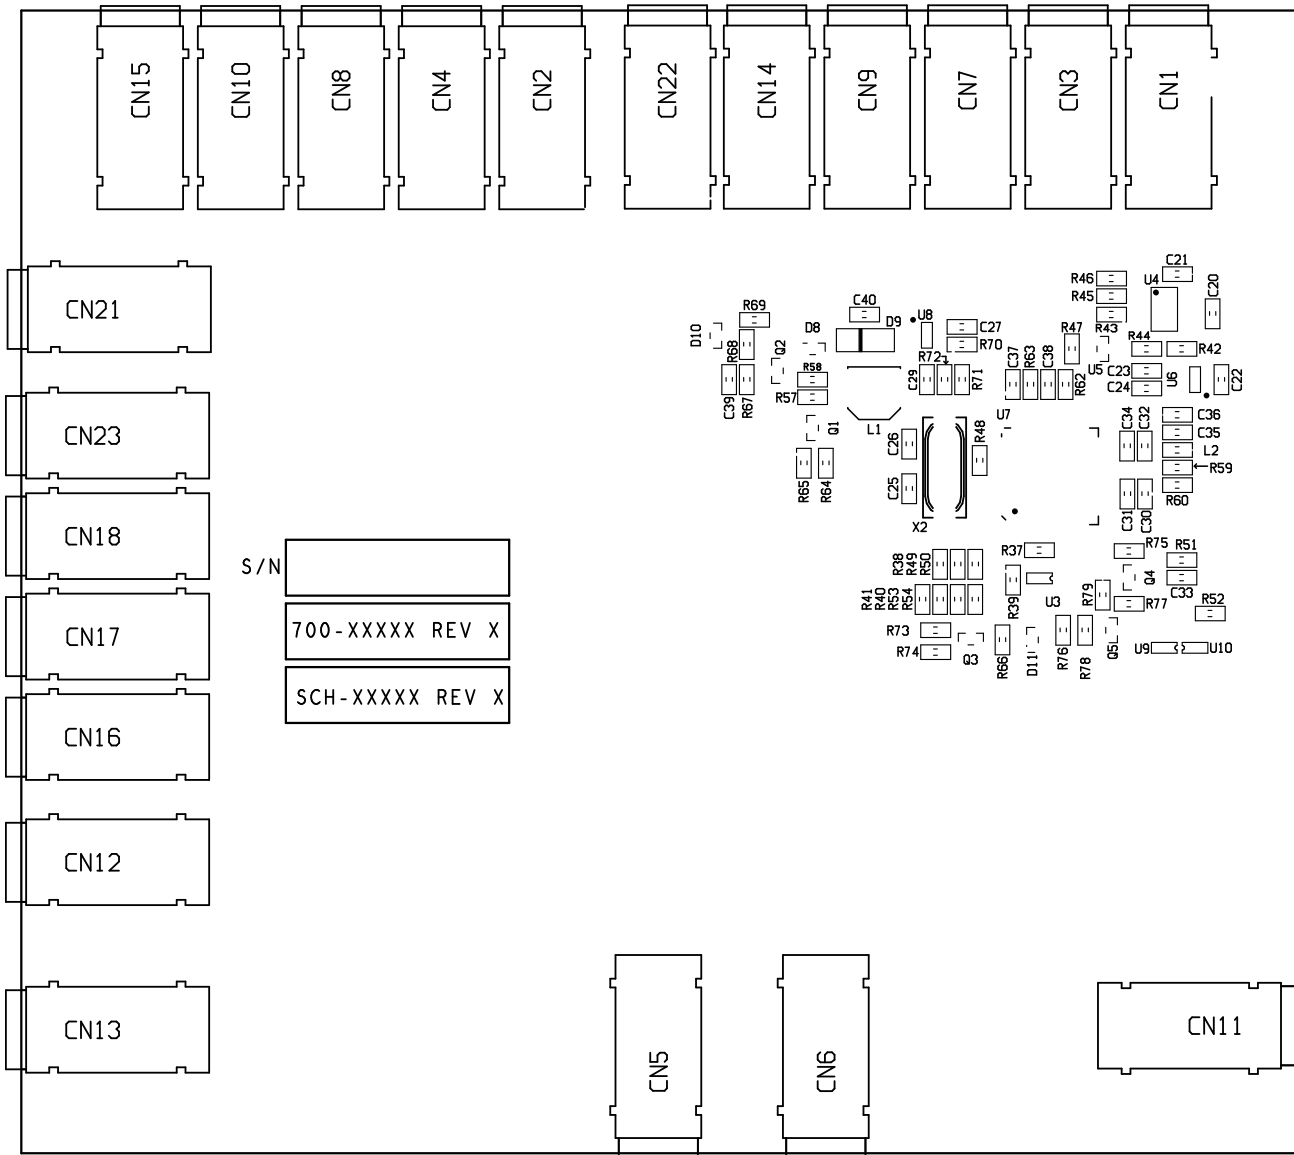 CN15
CN10
CN8
CN4
CN2
CN22
CN14
CN9
CN7
CN3
CN1
CN21
CN23
CN18
CN17
CN16
CN12
CN13
S/N
700-XXXXX REV X
SCH-XXXXX REV X
CN5
CN6
CN11
C21
R46
U4
C20
R45
R43
C40
R69
D10
D8
D9
U8
C27
R70
R47
R44
R42
R68
Q2
R72
C37
R63
C38
U5
R58
C29
R71
R62
C23
C24
U6
C22
C39
R67
R57
L1
Q1
U7
C34
C32
C36
C35
L2
R59
R60
C26
R48
R65
R64
C25
X2
C31
C30
R38
R49
R50
R37
R75
R51
Q4
C33
R39
U3
R79
R77
R52
R41
R40
R53
R54
R73
R74
Q3
R66
D11
R76
R78
Q5
U9
U10